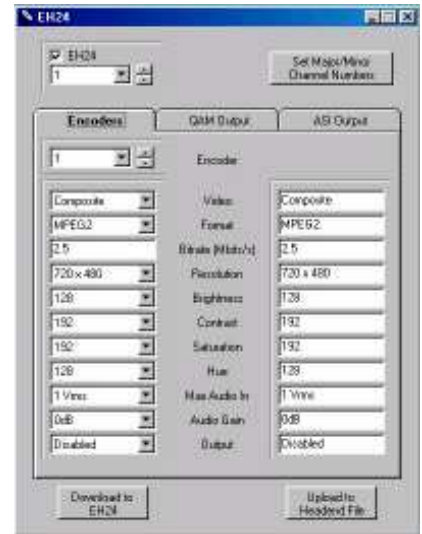 EH24
EH24
1
Set Major/Minor
Channel Numbers
Encoders QAM Output ASI Output
1 Encoder
Composite Video Composite
MPEG2 Format MPEG2
2.5 Bitrate (Mbits/s) 2.5
720 x 480 Resolution 720 x 480
128 Brightness 128
192 Contrast 192
192 Saturation 192
128 Hue 128
1 Vrms Max Audio In 1 Vrms
0dB Audio Gain 0dB
Disabled Output Disabled
Download to
EH24
Upload to
Headend File